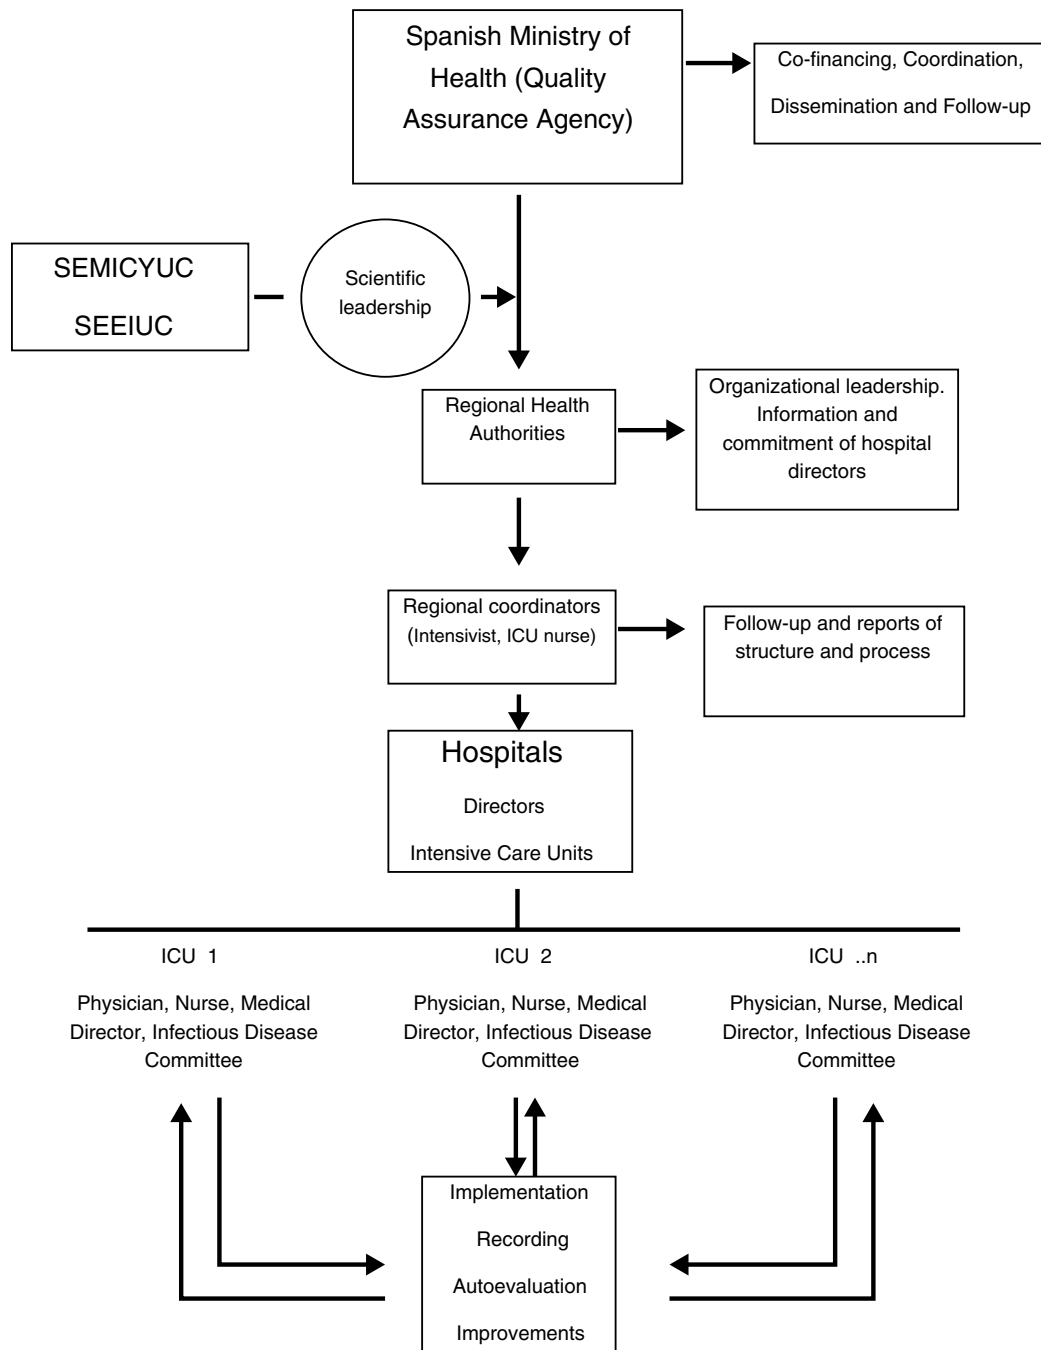 Spanish Ministry of
Health (Quality
Assurance Agency)
Co-financing, Coordination,
Dissemination and Follow-up
SEMICYUC
SEEIUC
Scientific
leadership
Regional Health
Authorities
Organizational leadership.
Information and
commitment of hospital
directors
Regional coordinators
(Intensivist, ICU nurse)
Follow-up and reports of
structure and process
Hospitals
Directors
Intensive Care Units
ICU 1
Physician, Nurse, Medical
Director, Infectious Disease
Committee
ICU 2
Physician, Nurse, Medical
Director, Infectious Disease
Committee
ICU ..n
Physician, Nurse, Medical
Director, Infectious Disease
Committee
Implementation
Recording
Autoevaluation
Improvements